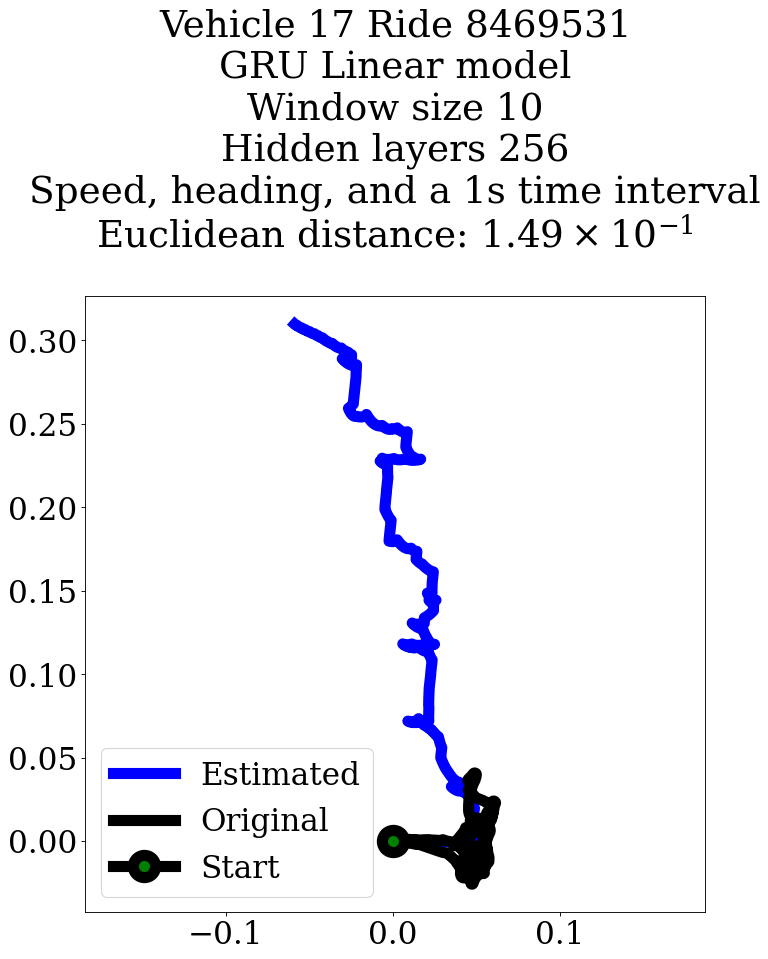 Vehicle 17 Ride 8469531
GRU Linear model
Window size 10
Hidden layers 256
Speed, heading, and a 1s time interval
Euclidean distance: 1.49 × 10⁻¹
0.30
0.25
0.20
0.15
0.10
0.05
0.00
Estimated
Original
Start
−0.1
0.0
0.1